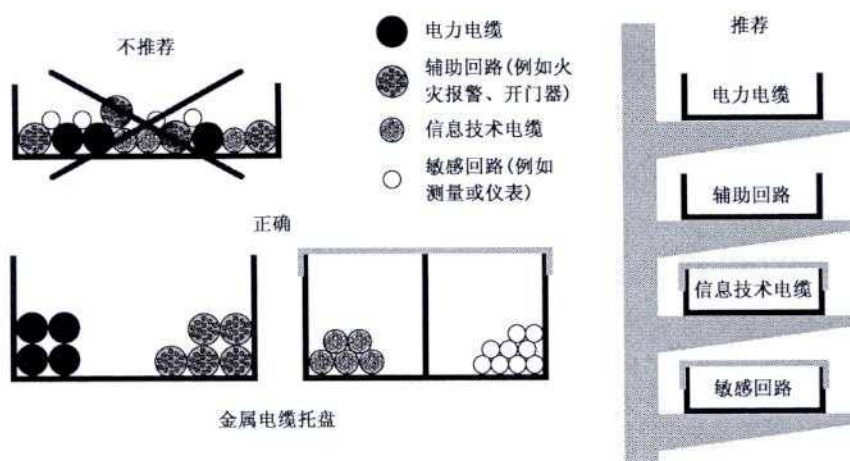 不推荐
电力电缆
辅助回路(例如火
灾报警、开门器)
信息技术电缆
敏感回路(例如
测量或仪表)
正确
金属电缆托盘
推荐
电力电缆
辅助回路
信息技术电缆
敏感回路